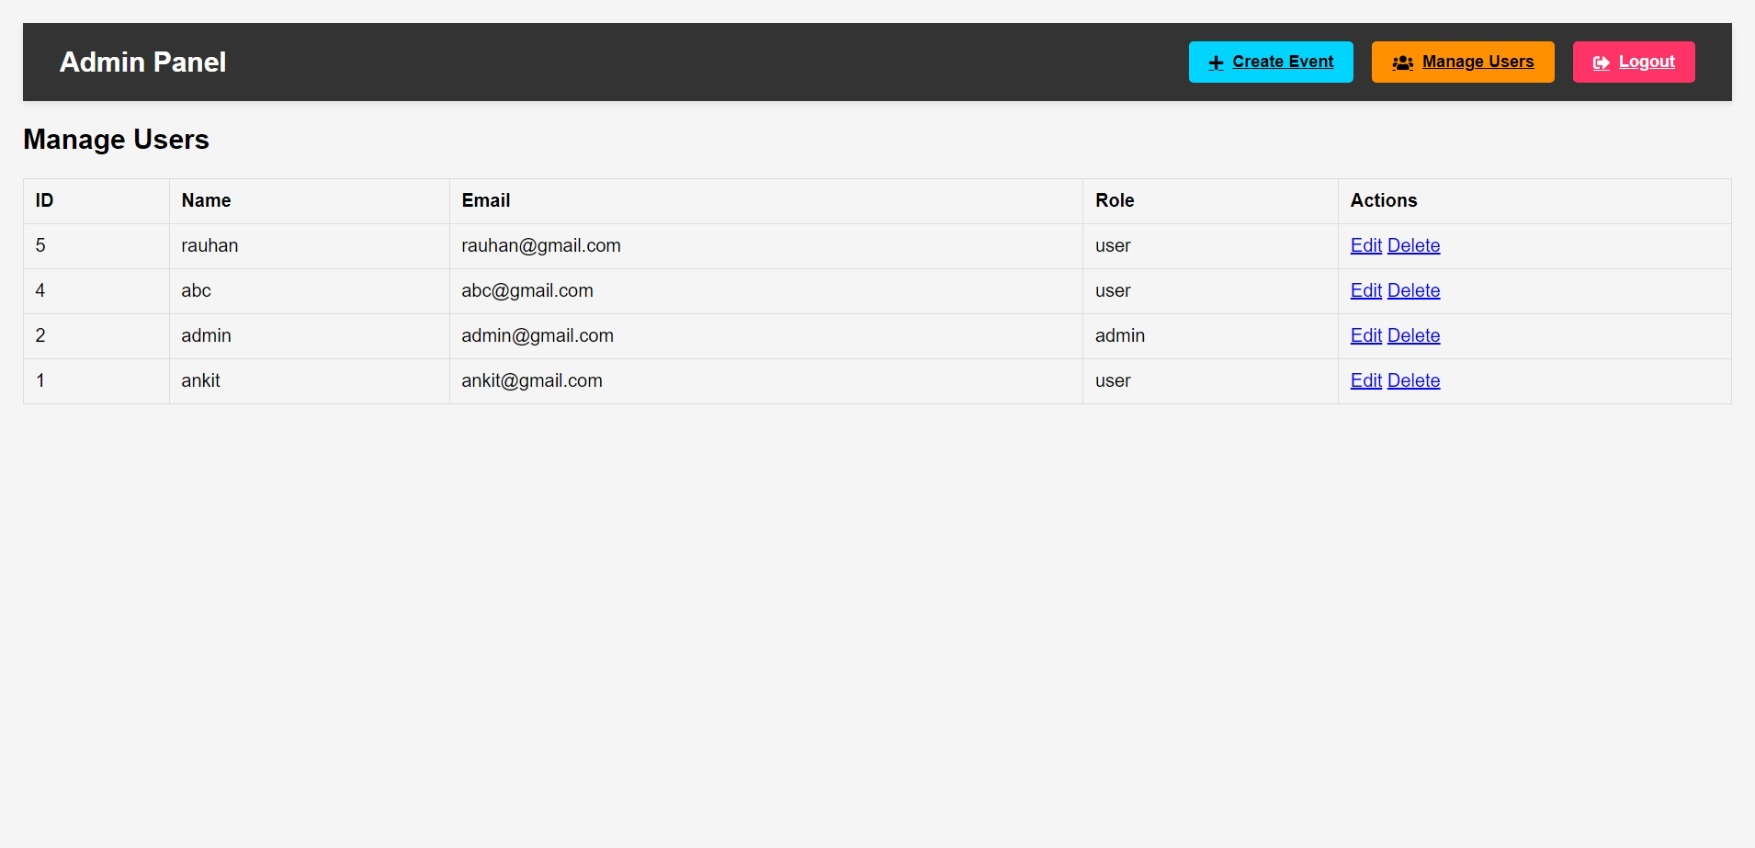 Admin Panel
Create Event
Manage Users
Logout
Manage Users
ID Name Email Role Actions
5 rauhan rauhan@gmail.com user Edit Delete
4 abc abc@gmail.com user Edit Delete
2 admin admin@gmail.com admin Edit Delete
1 ankit ankit@gmail.com user Edit Delete